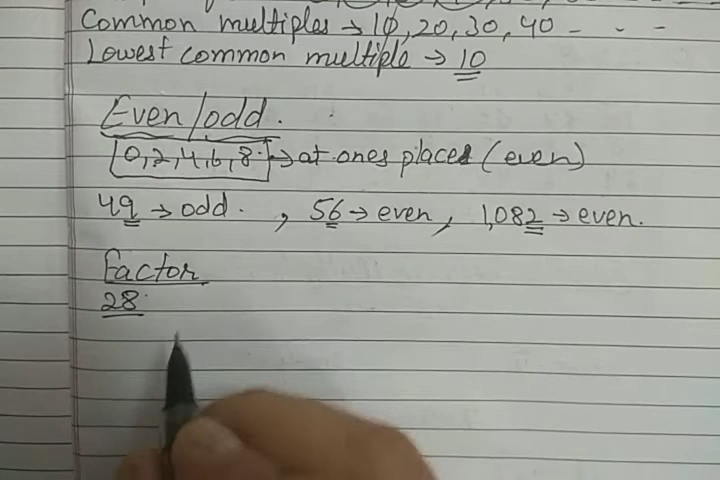 Common multiples → 10, 20, 30, 40 - - -
Lowest common multiple → 10
Even/odd.
0, 2, 4, 6, 8 → at ones places (even)
49 → odd. , 56 → even, 1,082 → even.
Factor
28